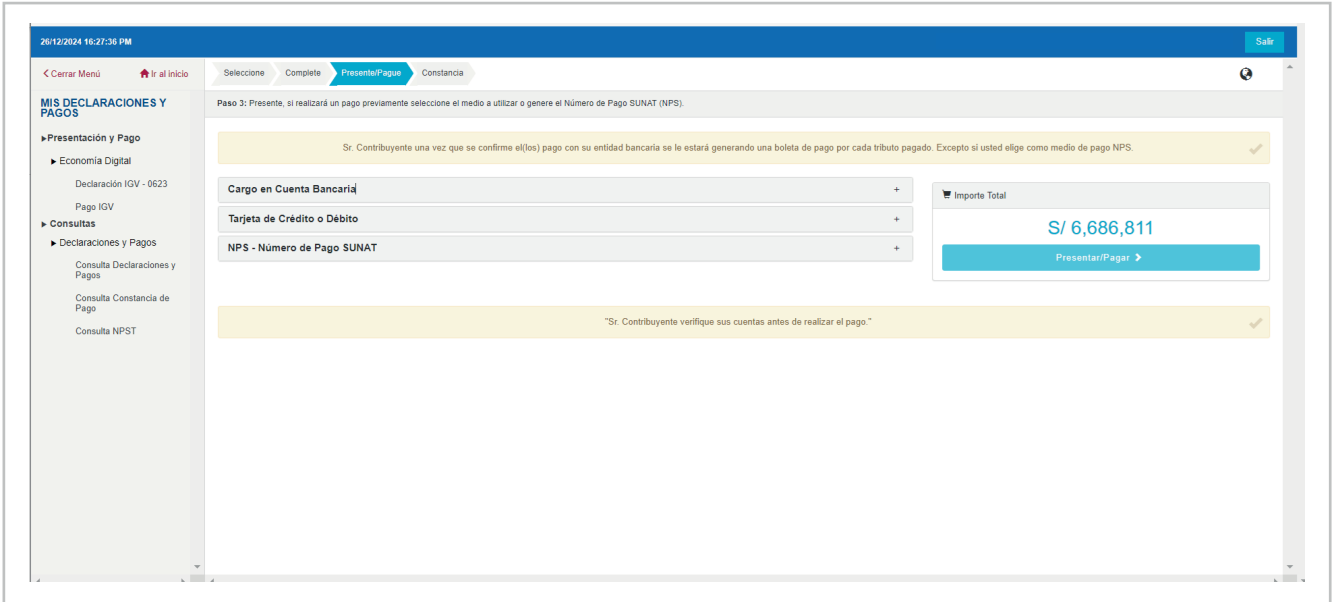 26/12/2024 16:27:36 PM
Salir
Cerrar Menú
Ir al inicio
Seleccione
Complete
Presente/Pague
Constancia
MIS DECLARACIONES Y
PAGOS
Presentación y Pago
Economía Digital
Declaración IGV - 0623
Pago IGV
Consultas
Declaraciones y Pagos
Consulta Declaraciones y
Pagos
Consulta Constancia de
Pago
Consulta NPST
Paso 3: Presente, si realizará un pago previamente seleccione el medio a utilizar o genere el Número de Pago SUNAT (NPS).
Sr. Contribuyente una vez que se confirme el(los) pago con su entidad bancaria se le estará generando una boleta de pago por cada tributo pagado. Excepto si usted elige como medio de pago NPS.
Cargo en Cuenta Bancaria
+
Tarjeta de Crédito o Débito
+
NPS - Número de Pago SUNAT
+
Importe Total
S/ 6,686,811
Presentar/Pagar
"Sr. Contribuyente verifique sus cuentas antes de realizar el pago."